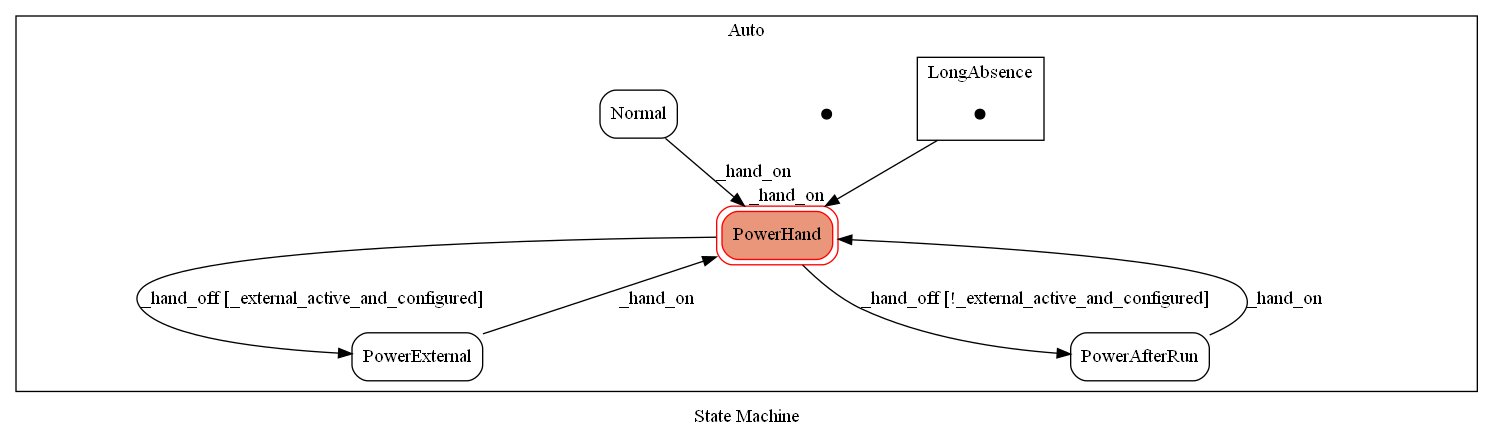 Auto
LongAbsence
Normal
_hand_on
_hand_on
PowerHand
_hand_off [_external_active_and_configured]
_hand_on
_hand_off [!_external_active_and_configured]
_hand_on
PowerExternal
PowerAfterRun
State Machine